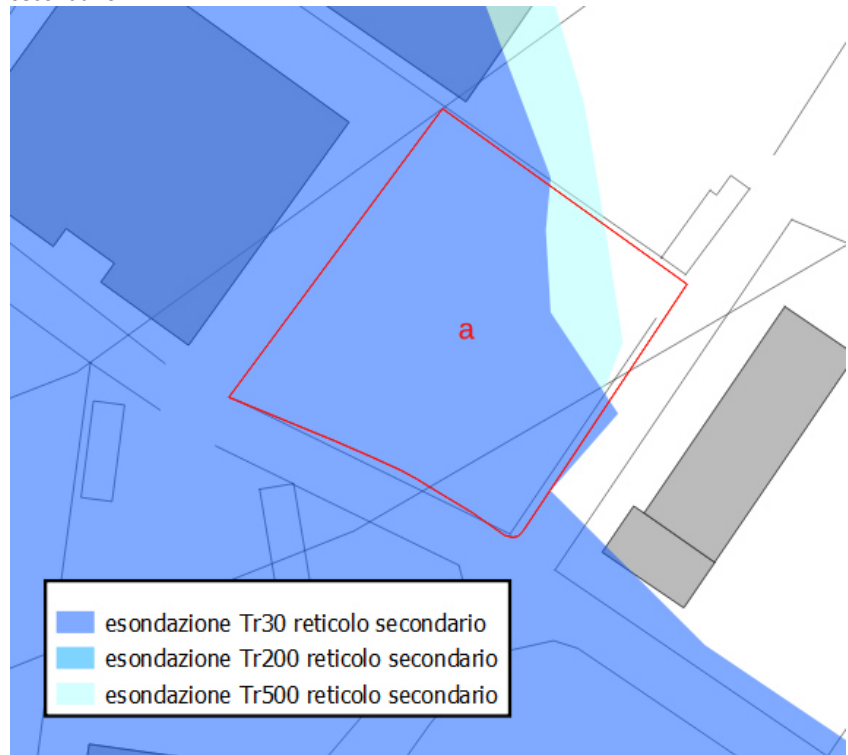 a
esondazione Tr30 reticolo secondario
esondazione Tr200 reticolo secondario
esondazione Tr500 reticolo secondario